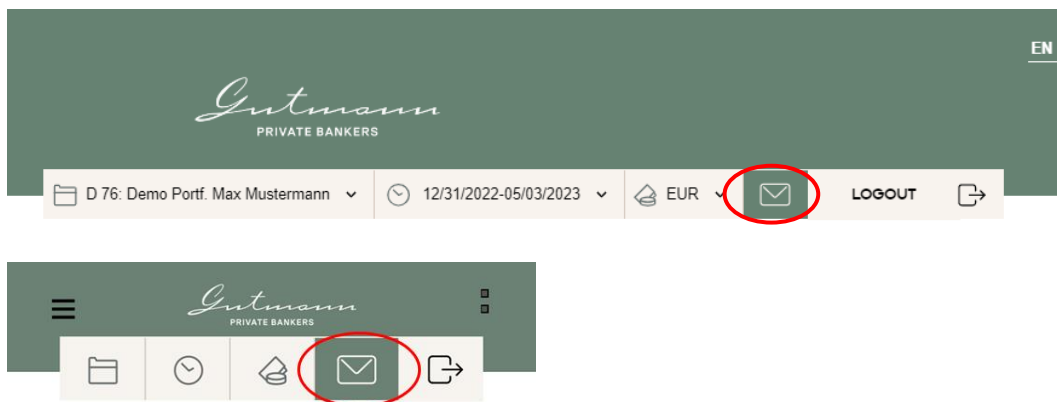 EN
Gutmann
PRIVATE BANKERS
D 76: Demo Portf. Max Mustermann 12/31/2022-05/03/2023 EUR LOGOUT
Gutmann
PRIVATE BANKERS